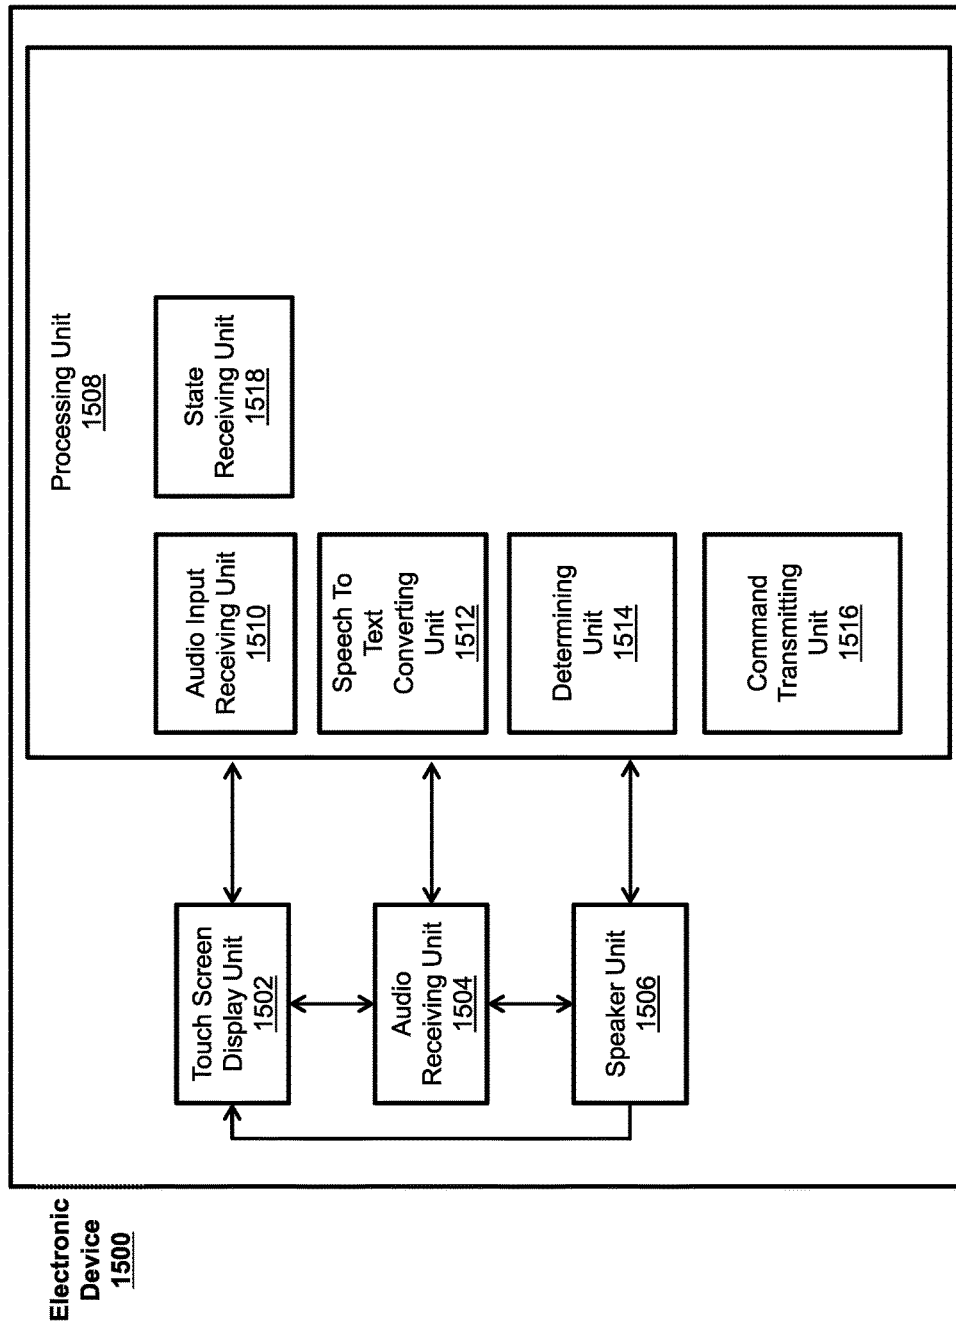 Electronic
Device
1500
Touch Screen
Display Unit
1502
Audio
Receiving Unit
1504
Speaker Unit
1506
Processing Unit
1508
Audio Input
Receiving Unit
1510
Speech To
Text
Converting
Unit
1512
Determining
Unit
1514
Command
Transmitting
Unit
1516
State
Receiving Unit
1518